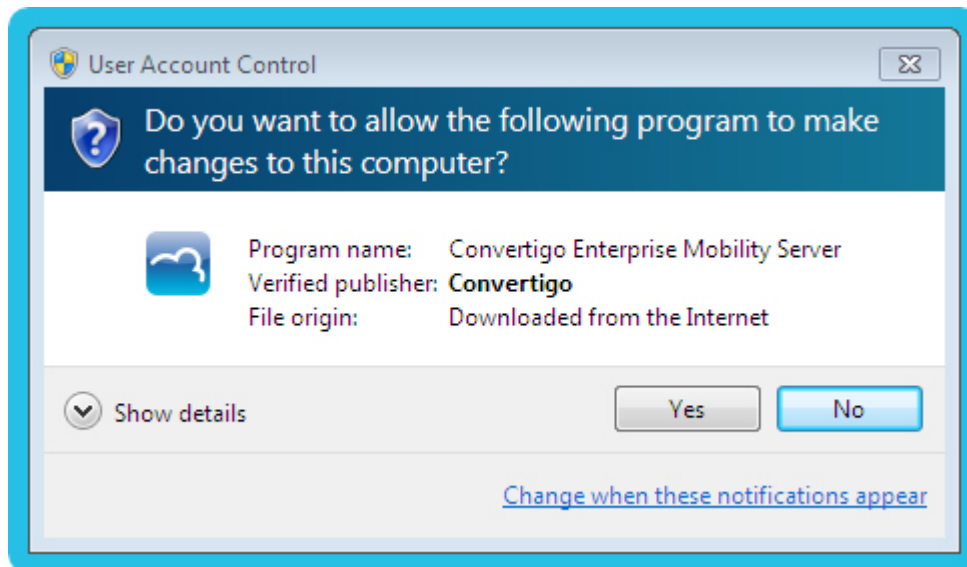 User Account Control
Do you want to allow the following program to make
changes to this computer?
Program name: Convertigo Enterprise Mobility Server
Verified publisher: Convertigo
File origin: Downloaded from the Internet
Show details
Yes
No
Change when these notifications appear